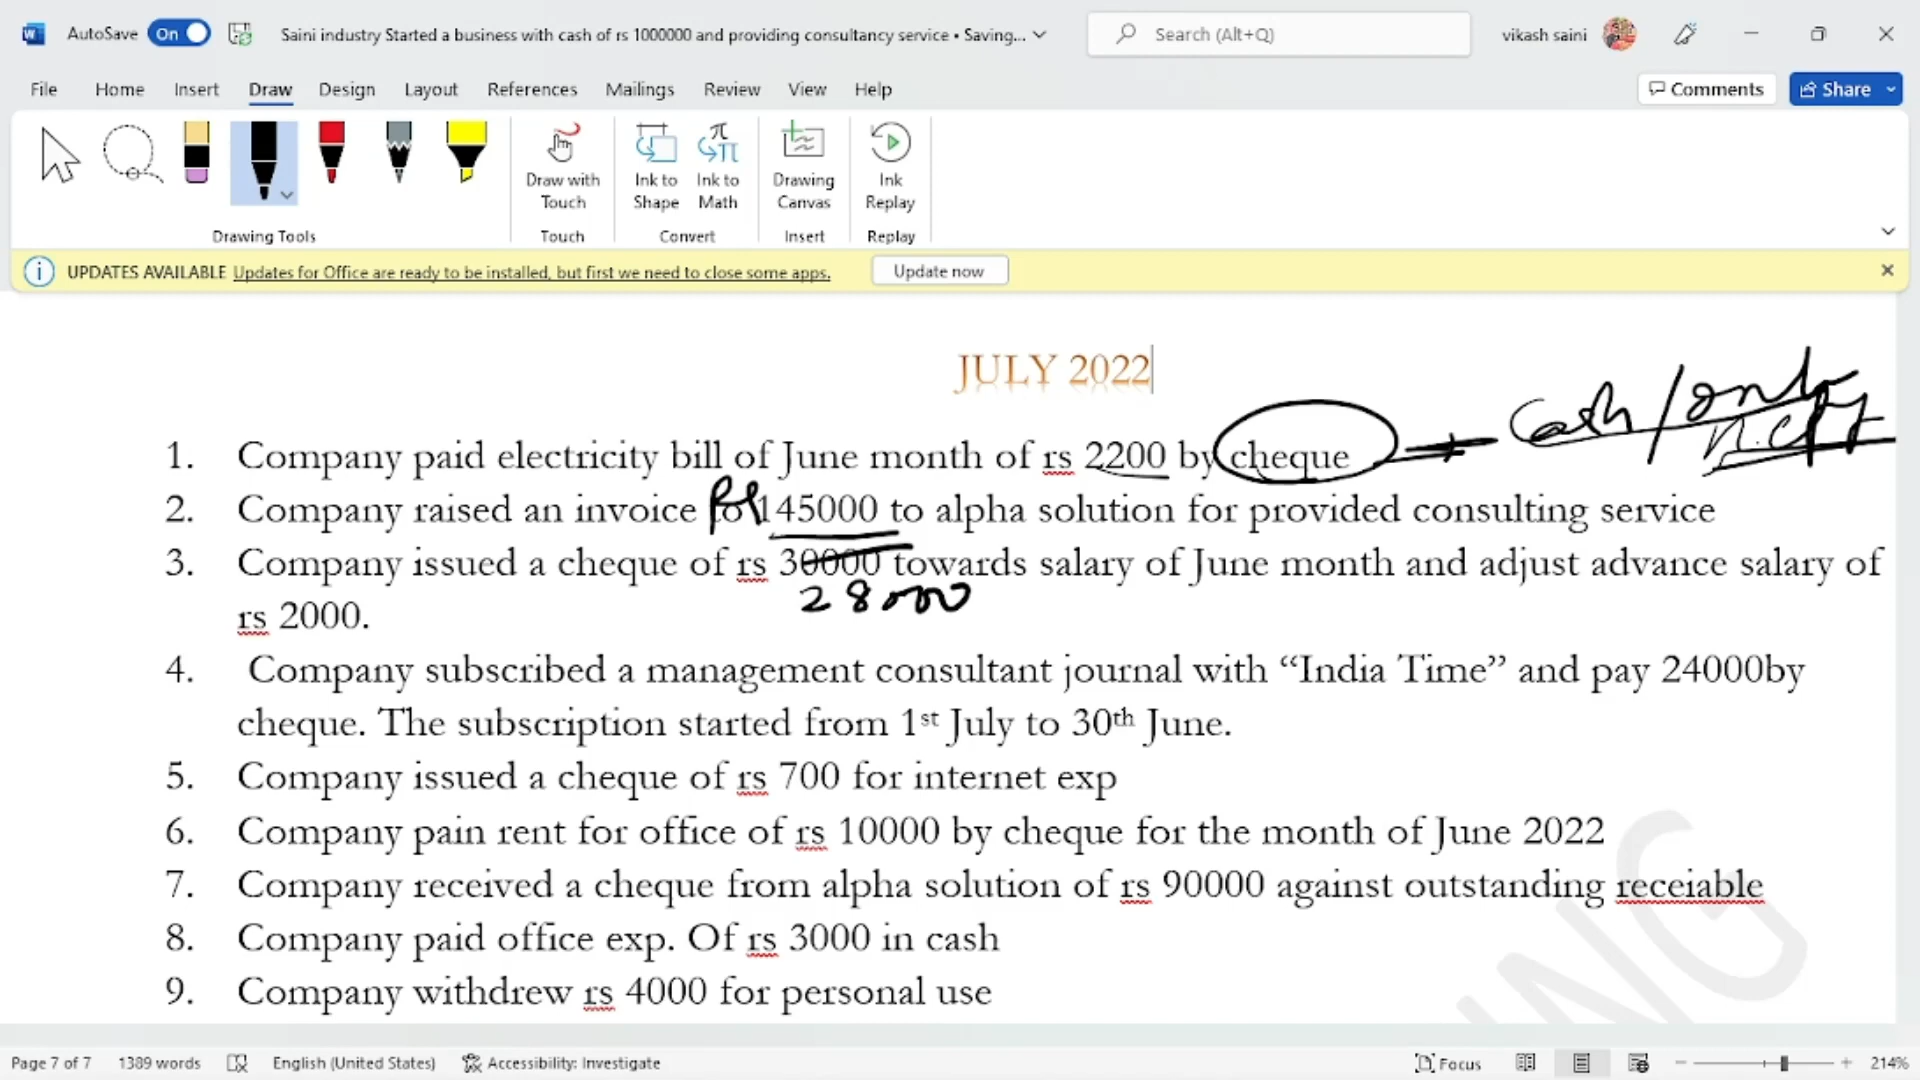 AutoSave On Saini industry Started a business with cash of rs 1000000 and providing consultancy service • Saving... Search (Alt+Q) vikash saini
File Home Insert Draw Design Layout References Mailings Review View Help Comments Share
Draw with Touch
Ink to Shape
Ink to Math
Drawing Canvas
Ink Replay
Drawing Tools Touch Convert Insert Replay
UPDATES AVAILABLE Updates for Office are ready to be installed, but first we need to close some apps. Update now
JULY 2022
Cash /
1. Company paid electricity bill of June month of rs 2200 by cheque
2. Company raised an invoice 145000 to alpha solution for provided consulting service
3. Company issued a cheque of rs 30000 towards salary of June month and adjust advance salary of
28000
rs 2000.
4. Company subscribed a management consultant journal with “India Time” and pay 24000by
cheque. The subscription started from 1st July to 30th June.
5. Company issued a cheque of rs 700 for internet exp
6. Company pain rent for office of rs 10000 by cheque for the month of June 2022
7. Company received a cheque from alpha solution of rs 90000 against outstanding receiable
8. Company paid office exp. Of rs 3000 in cash
9. Company withdrew rs 4000 for personal use
Page 7 of 7 1389 words English (United States) Accessibility: Investigate Focus 214%